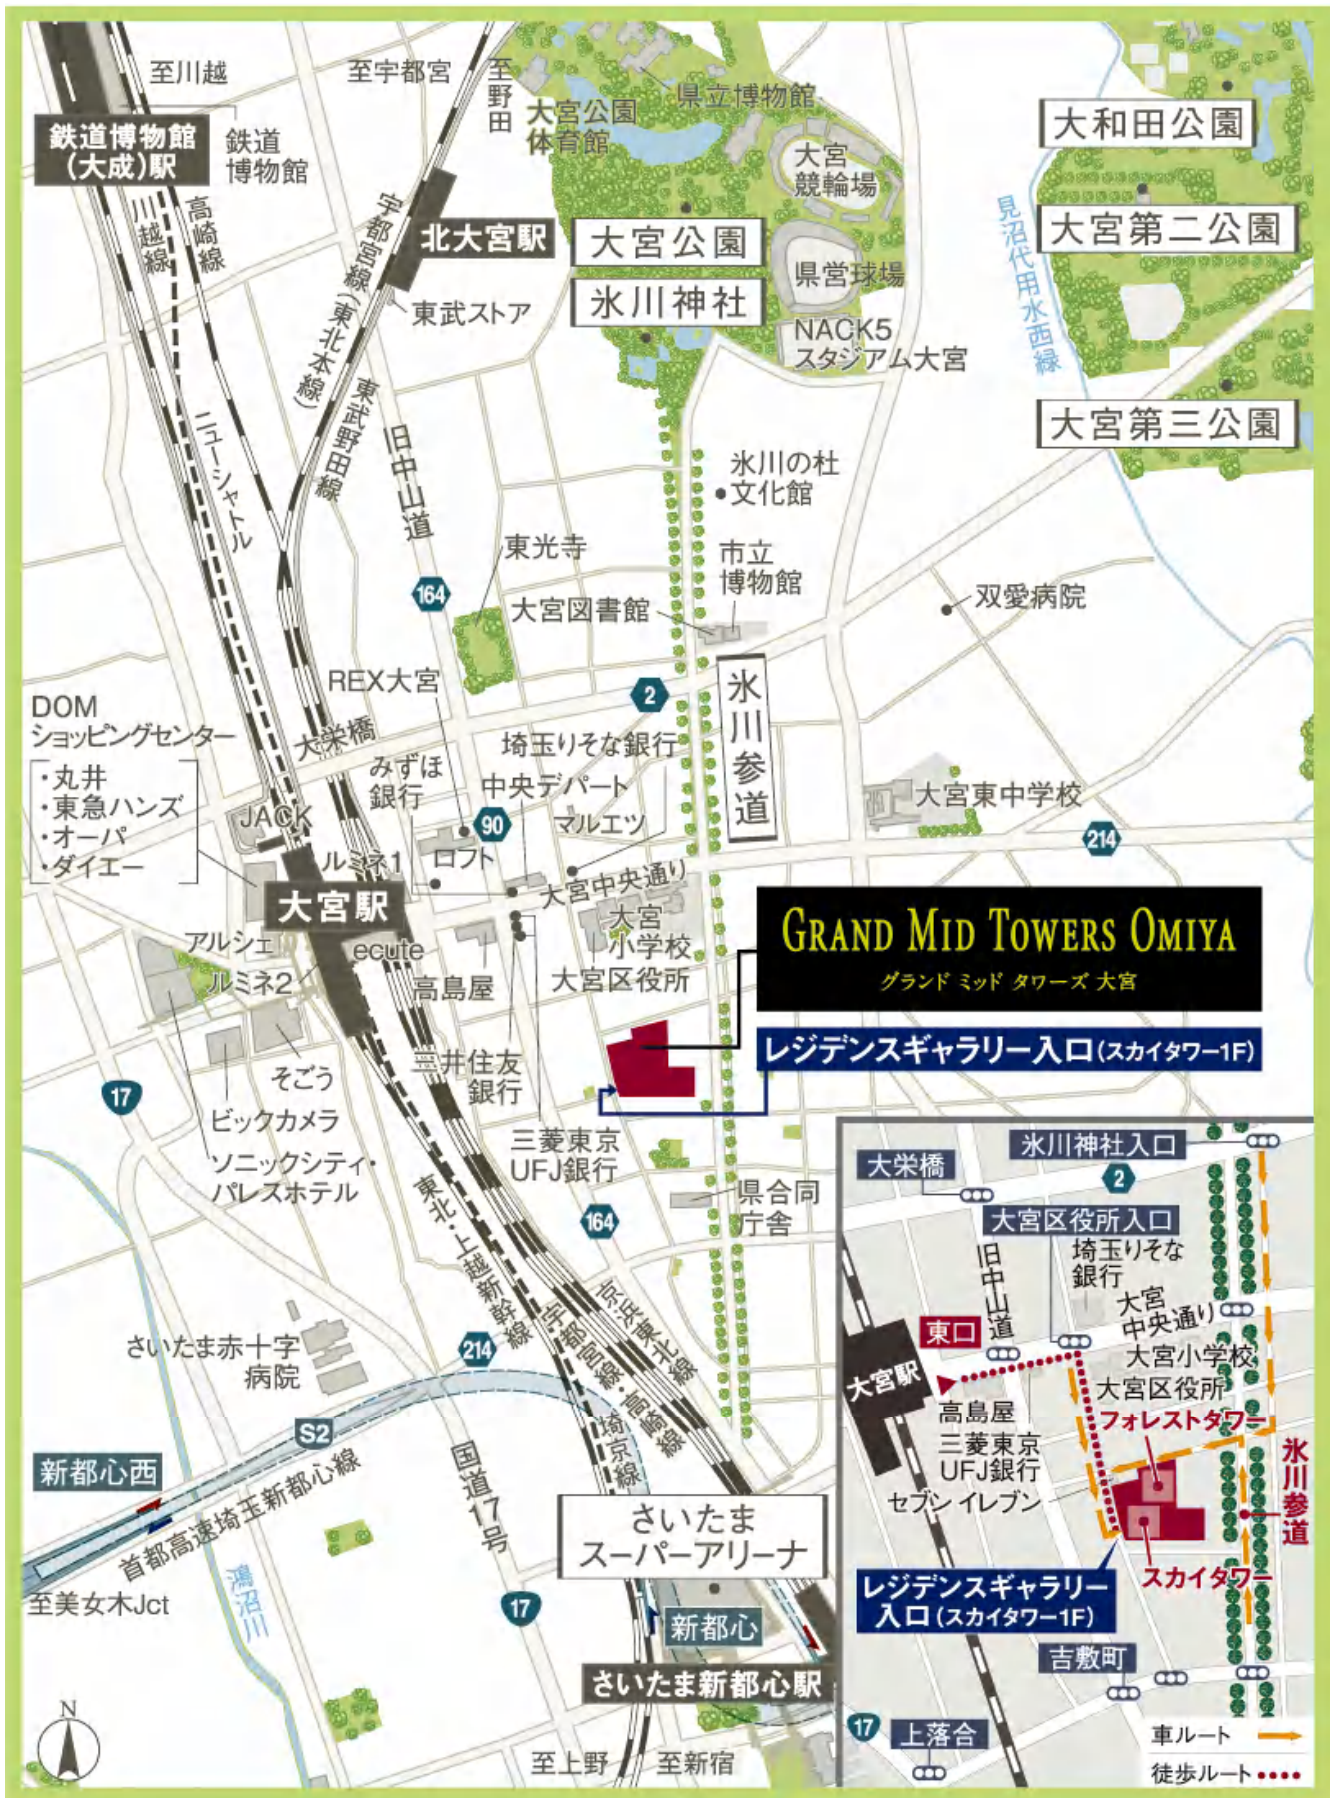 至川越
至宇都宮
至野田
大宮公園
体育館
県立博物館
大和田公園
鉄道博物館
(大成)駅
鉄道
博物館
大宮
競輪場
川越線
高崎線
宇都宮線(東北本線)
北大宮駅
大宮公園
大宮第二公園
見沼代用水西縁
県営球場
氷川神社
東武ストア
NACK5
スタジアム大宮
大宮第三公園
ニューシャトル
東武野田線
旧中山道
氷川の杜
文化館
東光寺
市立
博物館
164
大宮図書館
双愛病院
REX大宮
2
氷川参道
DOM
ショッピングセンター
・丸井
・東急ハンズ
・オーパ
・ダイエー
大栄橋
みずほ
銀行
埼玉りそな銀行
中央デパート
マルエツ
大宮東中学校
JACK
90
214
ルミネ1
ロフト
大宮中央通り
大宮駅
大宮
小学校
アルシェ
ecute
ルミネ2
高島屋
大宮区役所
GRAND MID TOWERS OMIYA
グランド ミッド タワーズ 大宮
レジデンスギャラリー入口(スカイタワー1F)
三井住友
銀行
そごう
17
ビックカメラ
三菱東京
UFJ銀行
ソニックシティ・
パレスホテル
県合同
庁舎
164
東北・上越新幹線
宇都宮線・高崎線
京浜東北線
埼京線
さいたま赤十字
病院
214
S2
新都心西
首都高速埼玉新都心線
国道17号
さいたま
スーパーアリーナ
至美女木Jct
鴻沼川
17
新都心
さいたま新都心駅
N
至上野
至新宿
氷川神社入口
大栄橋
2
大宮区役所入口
埼玉りそな
銀行
旧中山道
大宮
中央通り
東口
大宮小学校
大宮駅
大宮区役所
高島屋
フォレストタワー
三菱東京
UFJ銀行
セブン イレブン
氷川参道
スカイタワー
レジデンスギャラリー
入口(スカイタワー1F)
吉敷町
17
上落合
車ルート
徒歩ルート